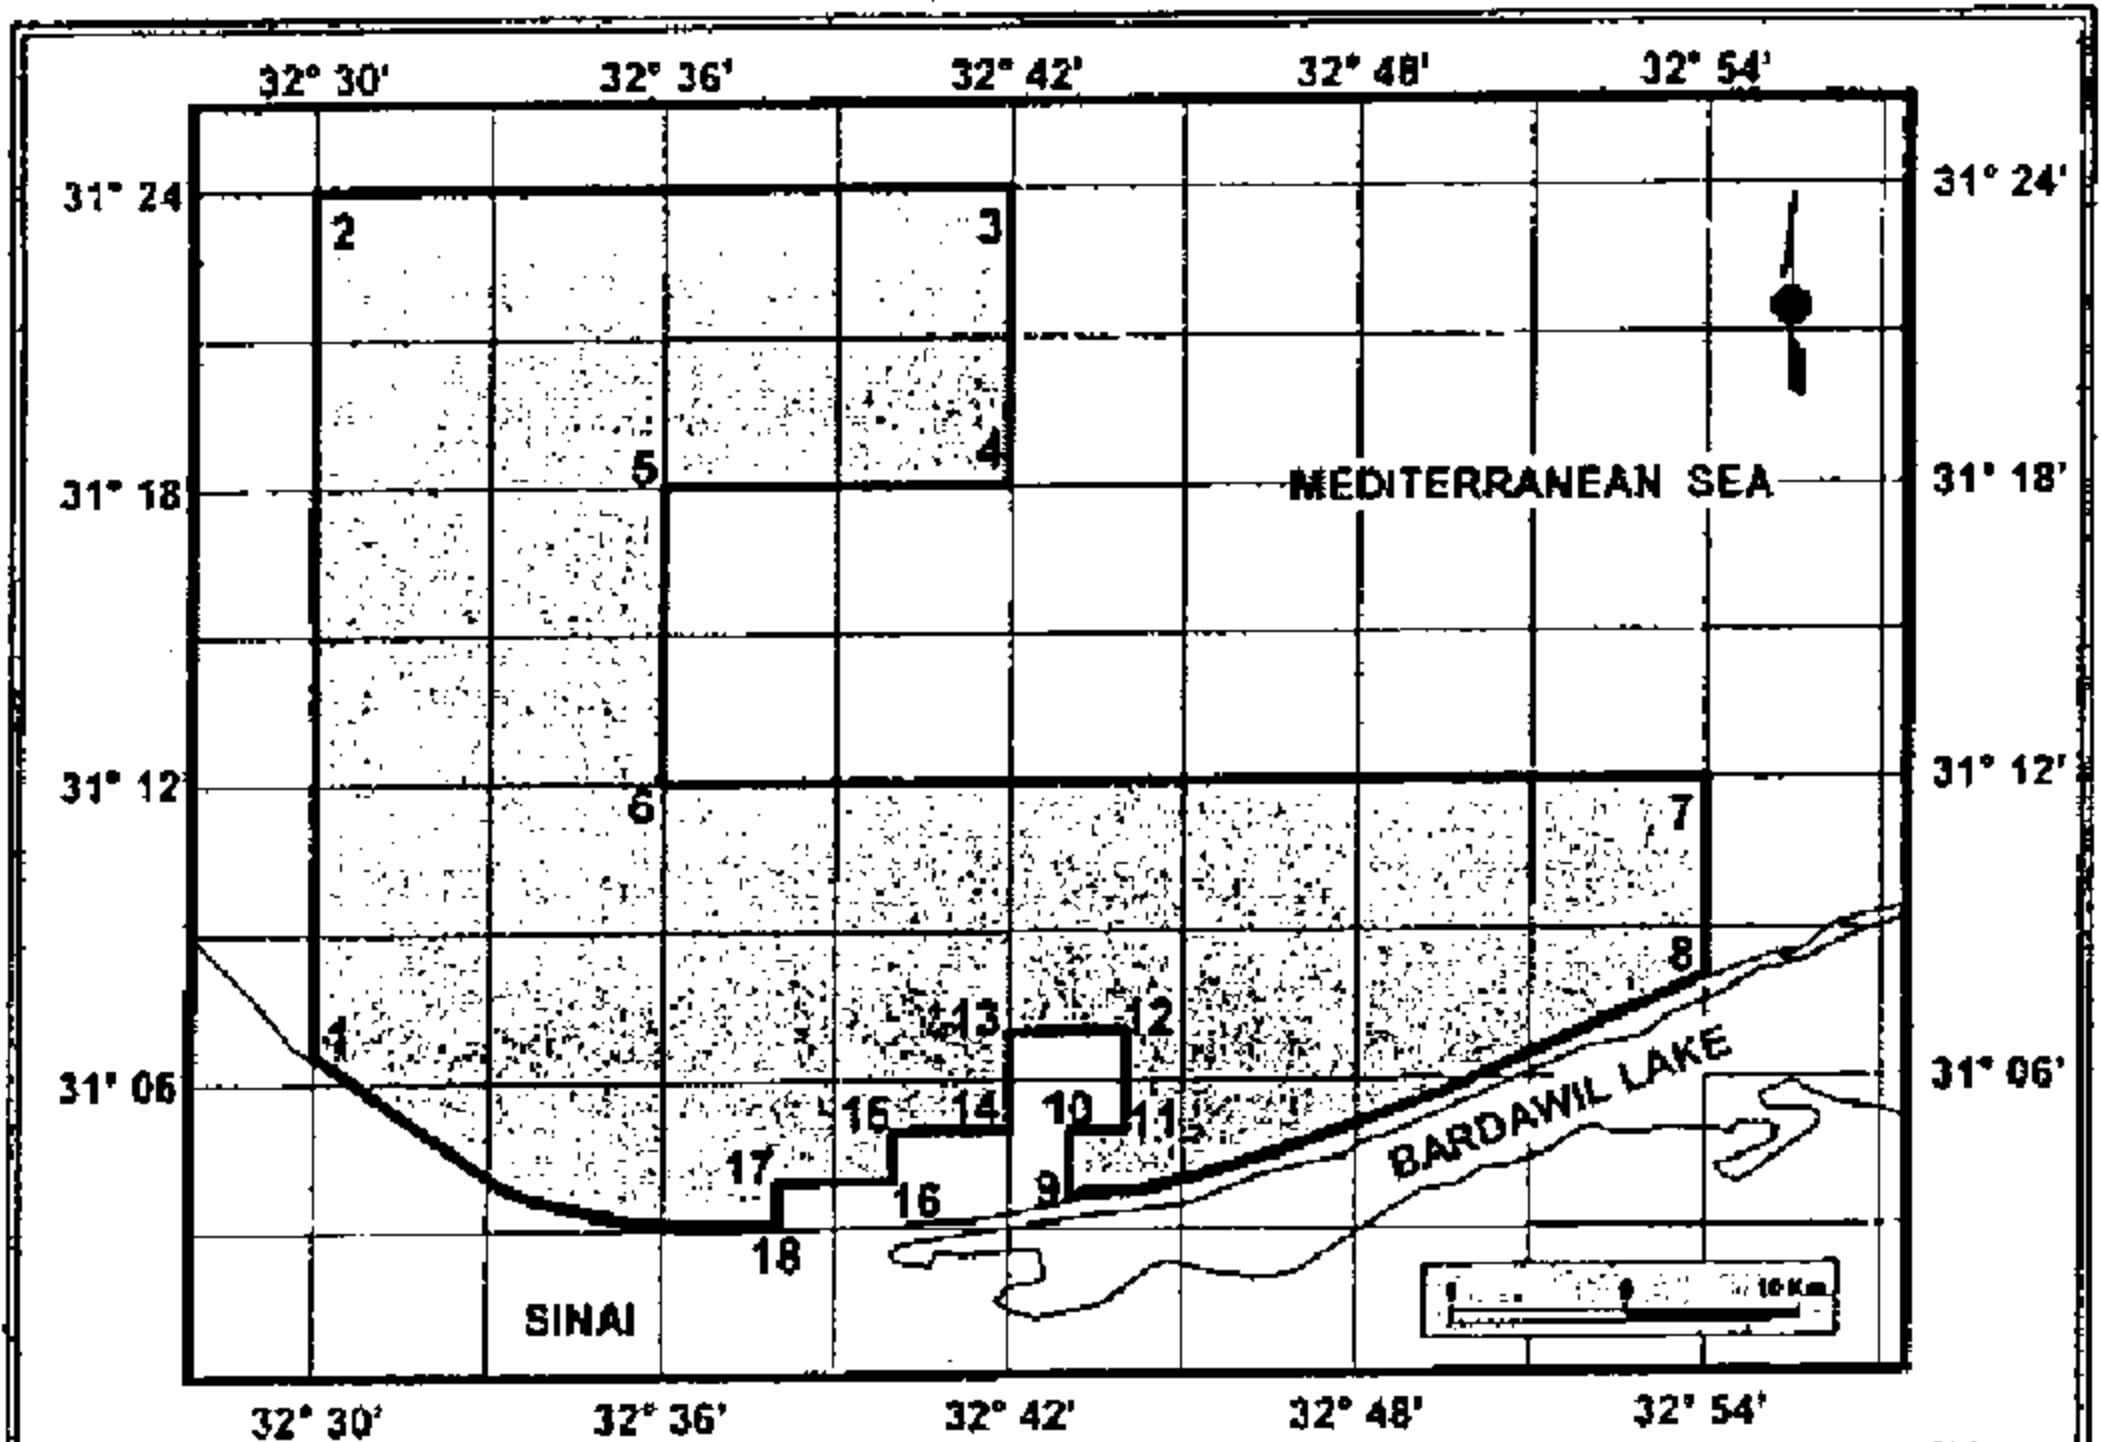 32° 30' 32° 36' 32° 42' 32° 48' 32° 54'
31° 24' 31° 24'
2 3
5 4
31° 18' MEDITERRANEAN SEA 31° 18'
31° 12' 31° 12'
6 7
8
1 13 12
31° 06' 31° 06'
15 14 10 11
BARDAWIL LAKE
17 16 9
18
SINAI
10 Km
32° 30' 32° 36' 32° 42' 32° 48' 32° 54'